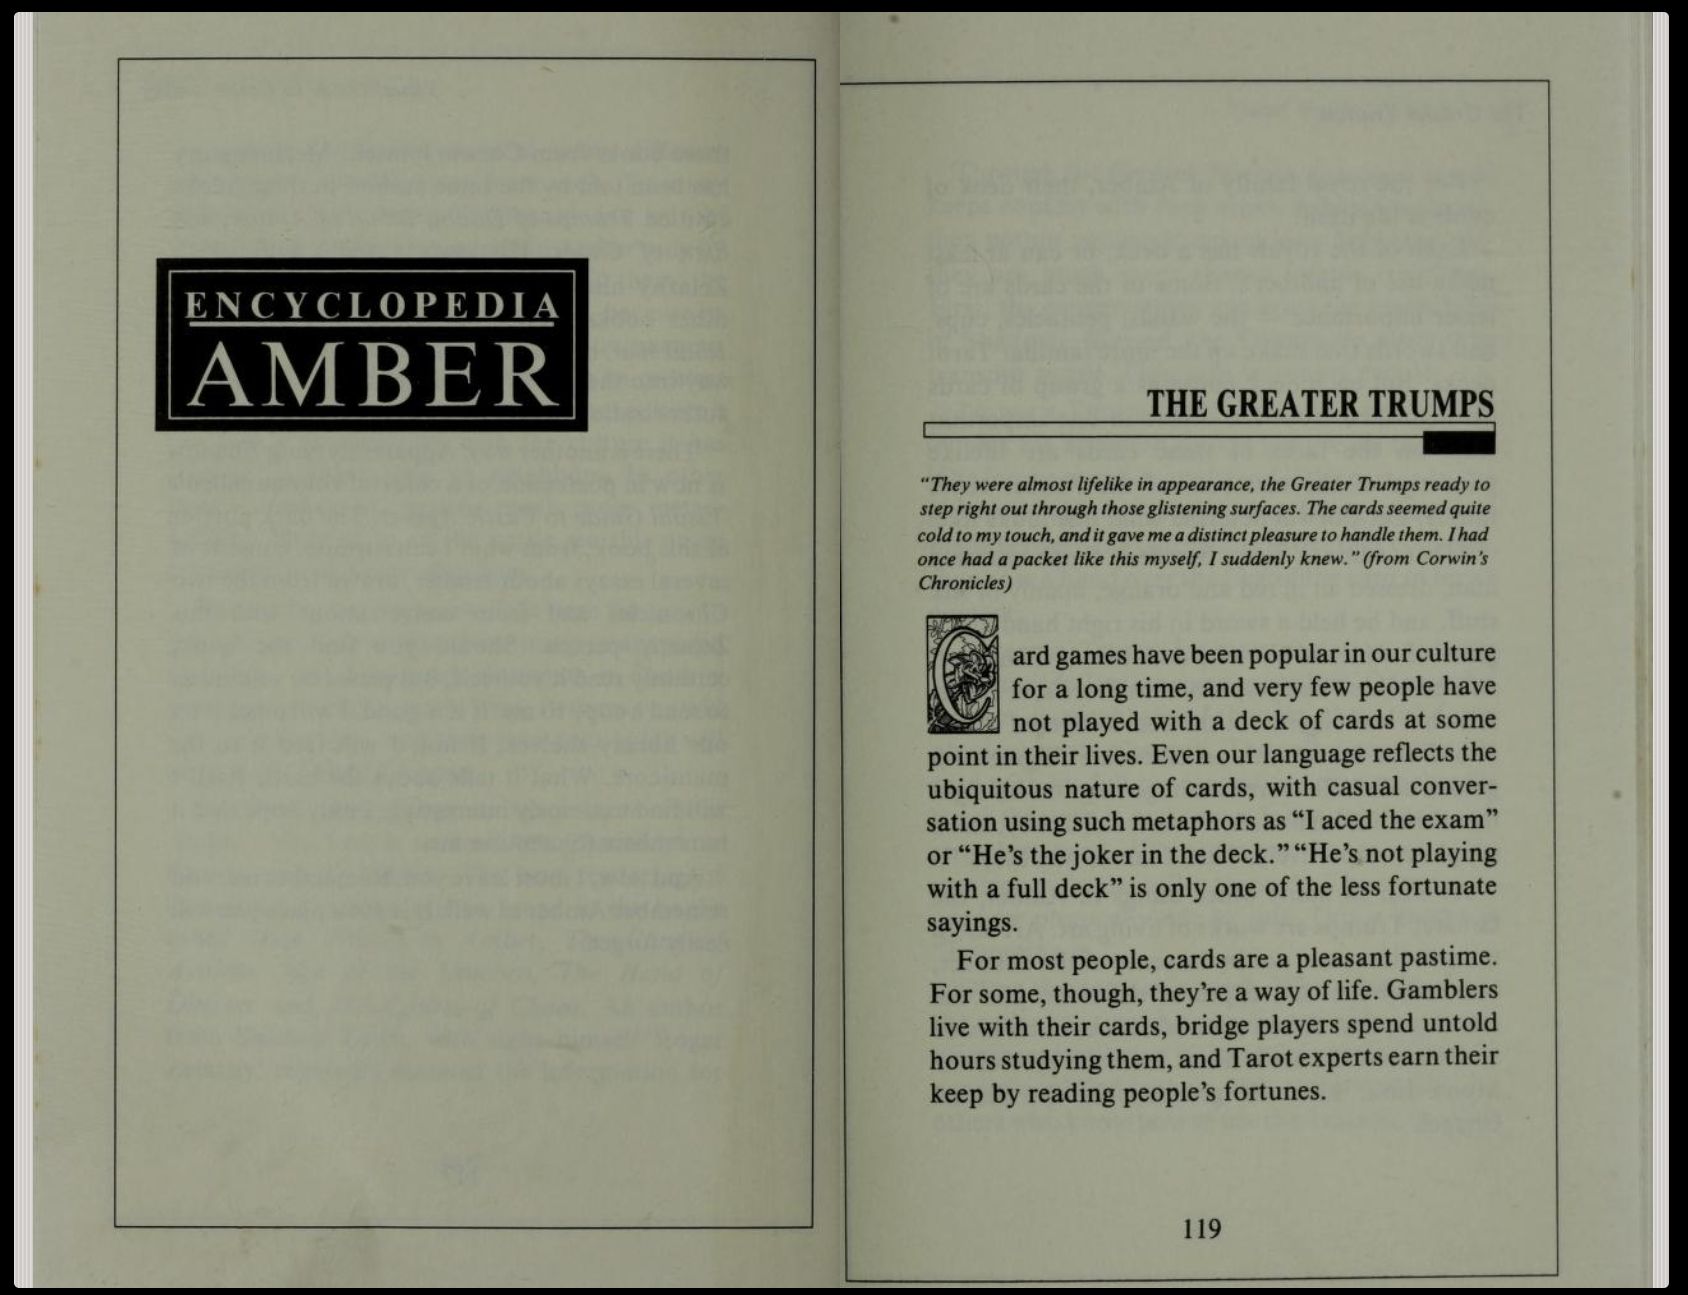 ENCYCLOPEDIA
AMBER
THE GREATER TRUMPS
“They were almost lifelike in appearance, the Greater Trumps ready to
step right out through those glistening surfaces. The cards seemed quite
cold to my touch, and it gave me a distinct pleasure to handle them. I had
once had a packet like this myself, I suddenly knew.” (from Corwin's
Chronicles)
Card games have been popular in our culture
for a long time, and very few people have
not played with a deck of cards at some
point in their lives. Even our language reflects the
ubiquitous nature of cards, with casual conver-
sation using such metaphors as “I aced the exam”
or “He's the joker in the deck.” “He's not playing
with a full deck” is only one of the less fortunate
sayings.
For most people, cards are a pleasant pastime.
For some, though, they're a way of life. Gamblers
live with their cards, bridge players spend untold
hours studying them, and Tarot experts earn their
keep by reading people's fortunes.
119